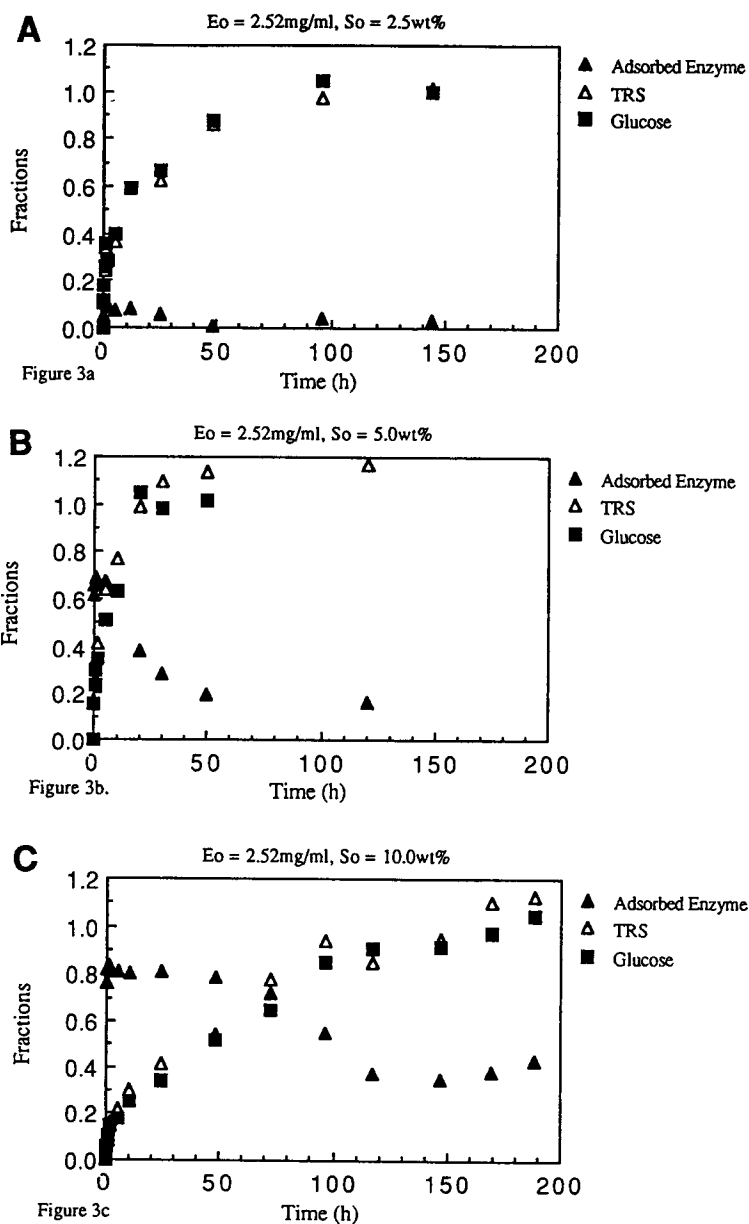 A
Eo = 2.52mg/ml, So = 2.5wt%
1.2
1.0
0.8
0.6
0.4
0.2
0.0
Fractions
0
50
100
150
200
Time (h)
Adsorbed Enzyme
TRS
Glucose
Figure 3a
B
Eo = 2.52mg/ml, So = 5.0wt%
1.2
1.0
0.8
0.6
0.4
0.2
0.0
Fractions
0
50
100
150
200
Time (h)
Adsorbed Enzyme
TRS
Glucose
Figure 3b.
C
Eo = 2.52mg/ml, So = 10.0wt%
1.2
1.0
0.8
0.6
0.4
0.2
0.0
Fractions
0
50
100
150
200
Time (h)
Adsorbed Enzyme
TRS
Glucose
Figure 3c